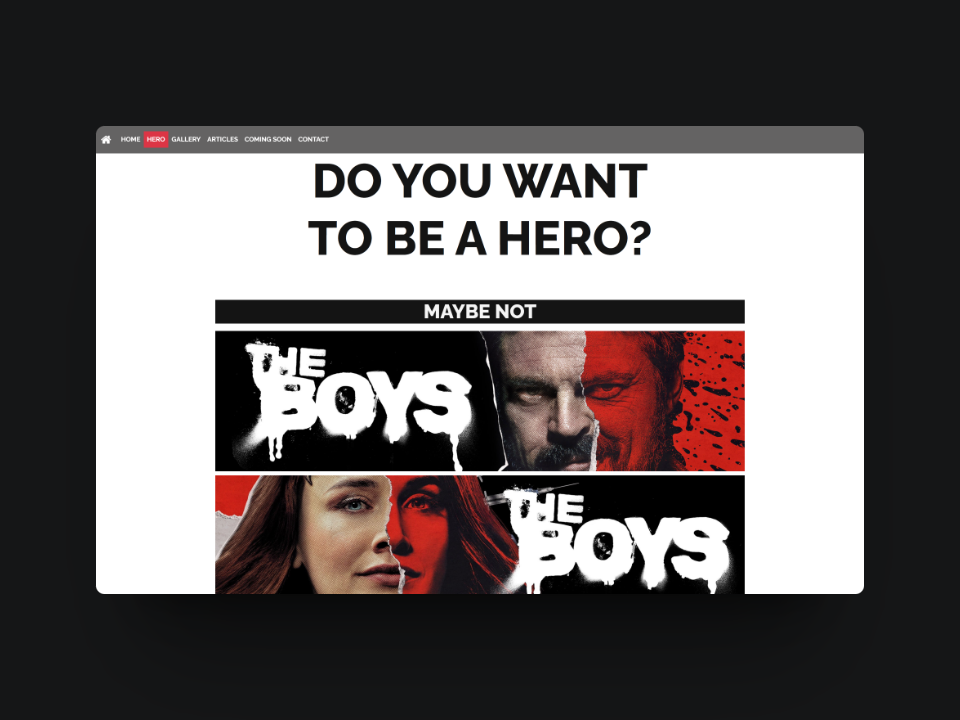 HOME HERO GALLERY ARTICLES COMING SOON CONTACT
DO YOU WANT
TO BE A HERO?
MAYBE NOT
THE
BOYS
THE
BOYS